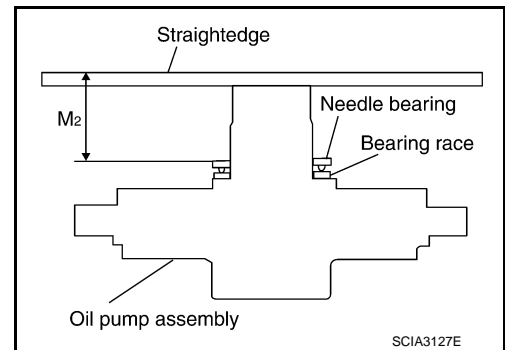 Straightedge
M2
Needle bearing
Bearing race
Oil pump assembly
SCIA3127E